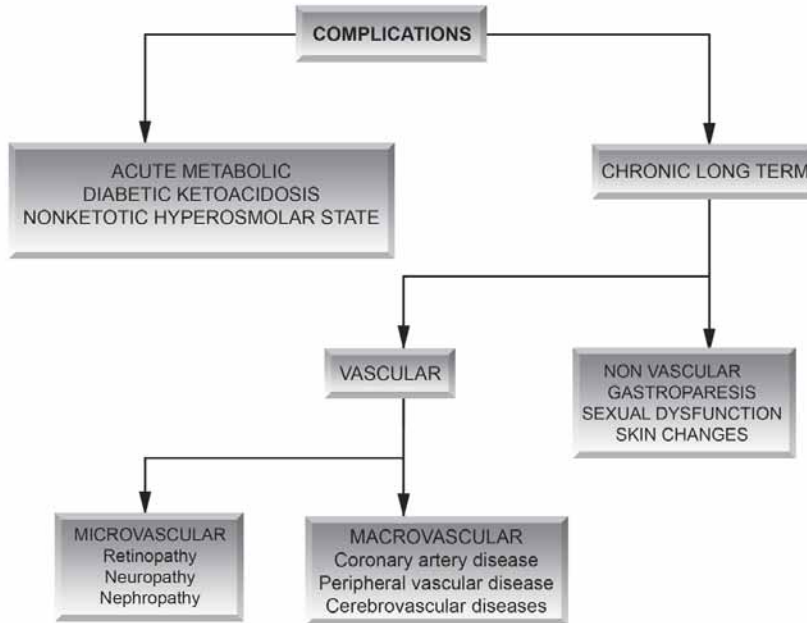 COMPLICATIONS
ACUTE METABOLIC
DIABETIC KETOACIDOSIS
NONKETOTIC HYPEROSMOLAR STATE
CHRONIC LONG TERM
VASCULAR
NON VASCULAR
GASTROPARESIS
SEXUAL DYSFUNCTION
SKIN CHANGES
MICROVASCULAR
Retinopathy
Neuropathy
Nephropathy
MACROVASCULAR
Coronary artery disease
Peripheral vascular disease
Cerebrovascular diseases